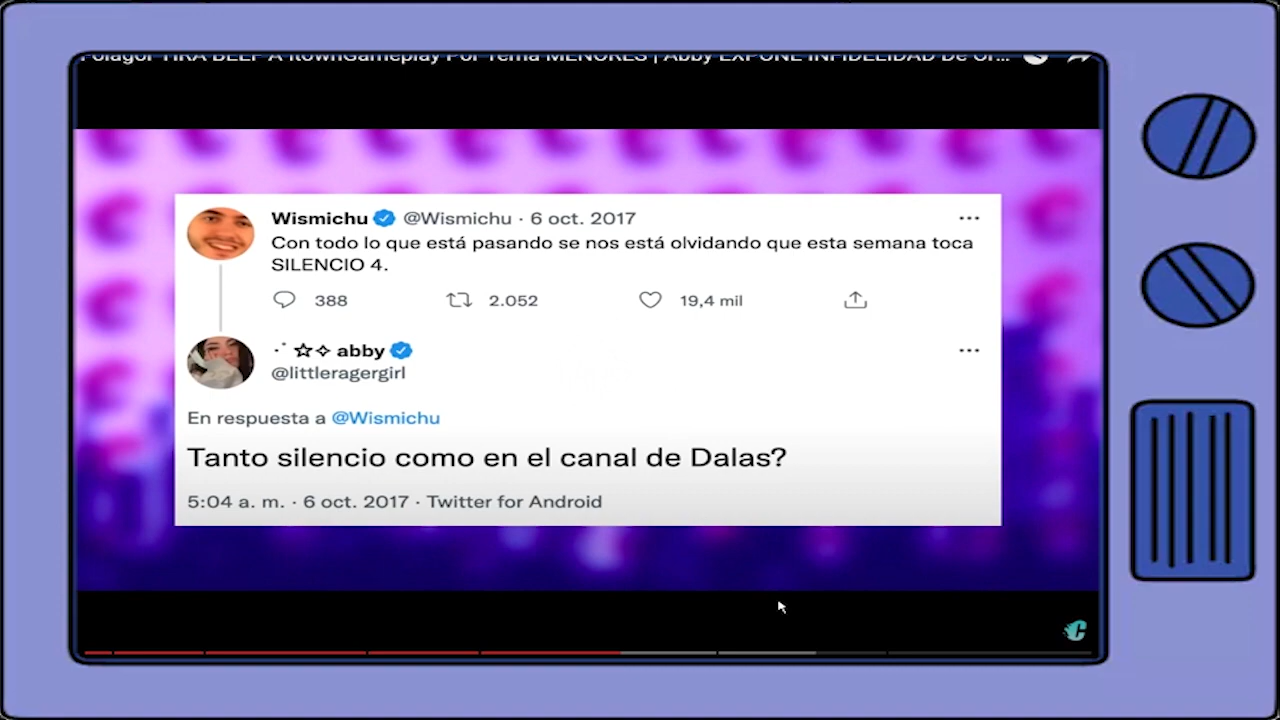 Folagor TIRA BEEF A ItownGameplay Por Tema MENORES | Abby EXPONE INFIDELIDAD De Or...
Wismichu @Wismichu · 6 oct. 2017 ···
Con todo lo que está pasando se nos está olvidando que esta semana toca
SILENCIO 4.
388 2.052 19,4 mil
·˙ ☆✧ abby ···
@littleragergirl
En respuesta a @Wismichu
Tanto silencio como en el canal de Dalas?
5:04 a. m. · 6 oct. 2017 · Twitter for Android